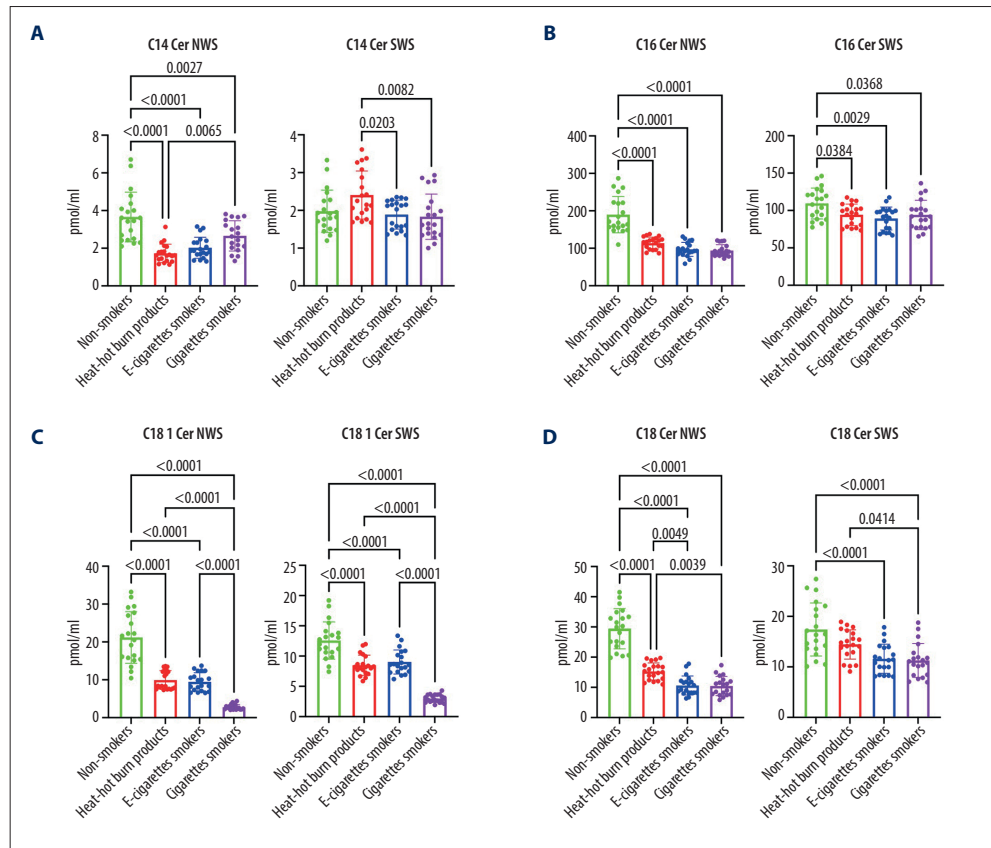 A
C14 Cer NWS
0.0027
<0.0001
<0.0001
0.0065
8
6
4
2
0
pmol/ml
Non-smokers
Heat-hot burn products
E-cigarettes smokers
Cigarettes smokers
C14 Cer SWS
0.0082
0.0203
4
3
2
1
0
pmol/ml
Non-smokers
Heat-hot burn products
E-cigarettes smokers
Cigarettes smokers
B
C16 Cer NWS
<0.0001
<0.0001
<0.0001
400
300
200
100
0
pmol/ml
Non-smokers
Heat-hot burn products
E-cigarettes smokers
Cigarettes smokers
C16 Cer SWS
0.0368
0.0029
0.0384
200
150
100
50
0
pmol/ml
Non-smokers
Heat-hot burn products
E-cigarettes smokers
Cigarettes smokers
C
C18 1 Cer NWS
<0.0001
<0.0001
<0.0001
<0.0001
<0.0001
40
30
20
10
0
pmol/ml
Non-smokers
Heat-hot burn products
E-cigarettes smokers
Cigarettes smokers
C18 1 Cer SWS
<0.0001
<0.0001
<0.0001
<0.0001
<0.0001
25
20
15
10
5
0
pmol/ml
Non-smokers
Heat-hot burn products
E-cigarettes smokers
Cigarettes smokers
D
C18 Cer NWS
<0.0001
<0.0001
0.0049
<0.0001
0.0039
50
40
30
20
10
0
pmol/ml
Non-smokers
Heat-hot burn products
E-cigarettes smokers
Cigarettes smokers
C18 Cer SWS
<0.0001
0.0414
<0.0001
30
20
10
0
pmol/ml
Non-smokers
Heat-hot burn products
E-cigarettes smokers
Cigarettes smokers